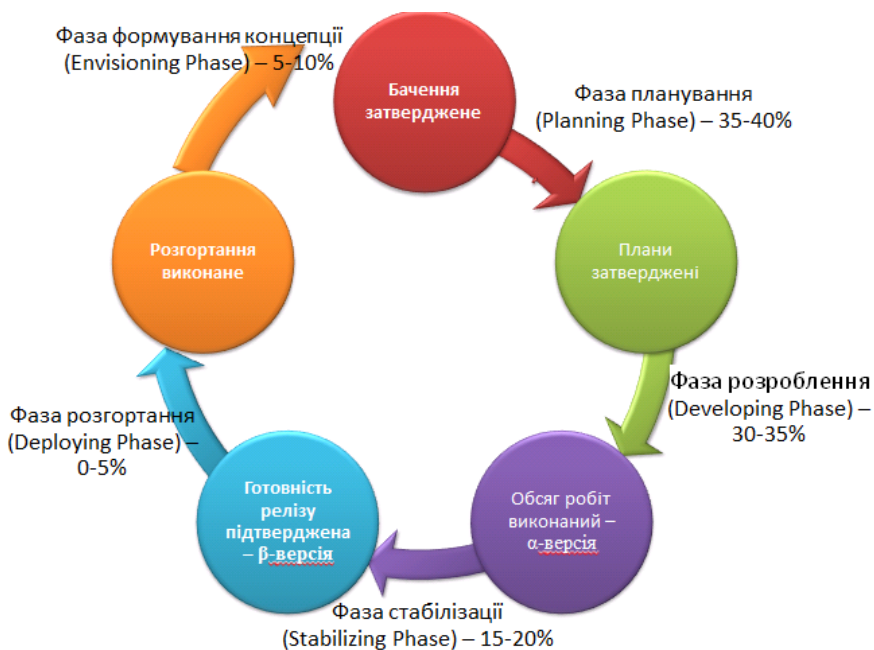 Фаза формування концепції
(Envisioning Phase) – 5-10%
Бачення
затверджене
Фаза планування
(Planning Phase) – 35-40%
Плани
затверджені
Фаза розроблення
(Developing Phase) –
30-35%
Обсяг робіт
виконаний –
α-версія
Фаза стабілізації
(Stabilizing Phase) – 15-20%
Готовність
релізу
підтверджена
– β-версія
Фаза розгортання
(Deploying Phase) –
0-5%
Розгортання
виконане